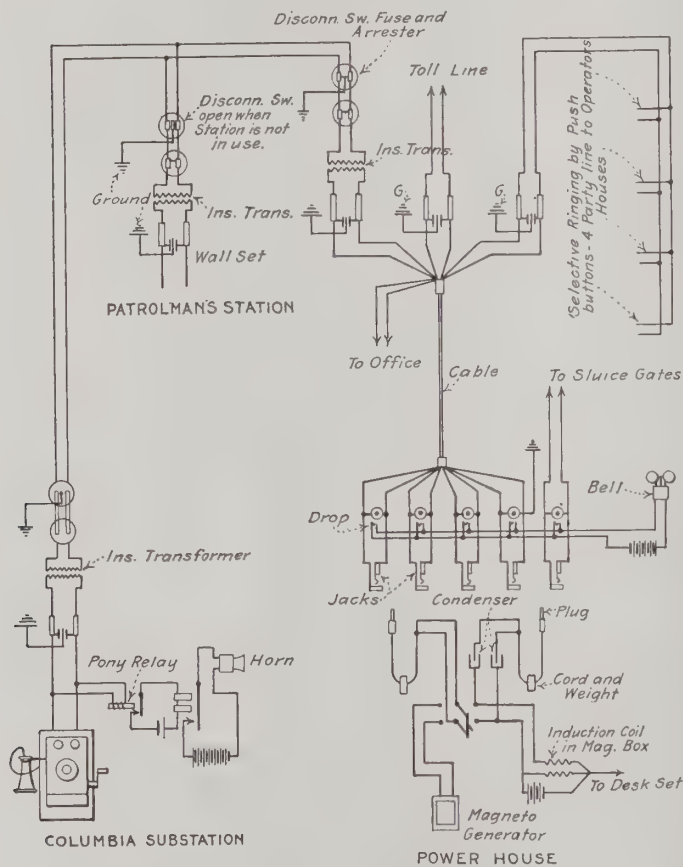 Disconn. Sw. Fuse and
Arrester
Toll Line
Disconn. Sw.
open when
Station is not
in use.
Ground
Ins. Trans.
Wall Set
PATROLMAN'S STATION
Ins. Trans.
G.
G.
Selective Ringing by Push
buttons - 4 Party line to Operators
Houses
To Office
Cable
To Sluice Gates
Bell
Drop
Jacks
Condenser
Plug
Cord and
Weight
Ins. Transformer
Pony Relay
Horn
Induction Coil
in Mag. Box
To Desk Set
Magneto
Generator
COLUMBIA SUBSTATION
POWER HOUSE